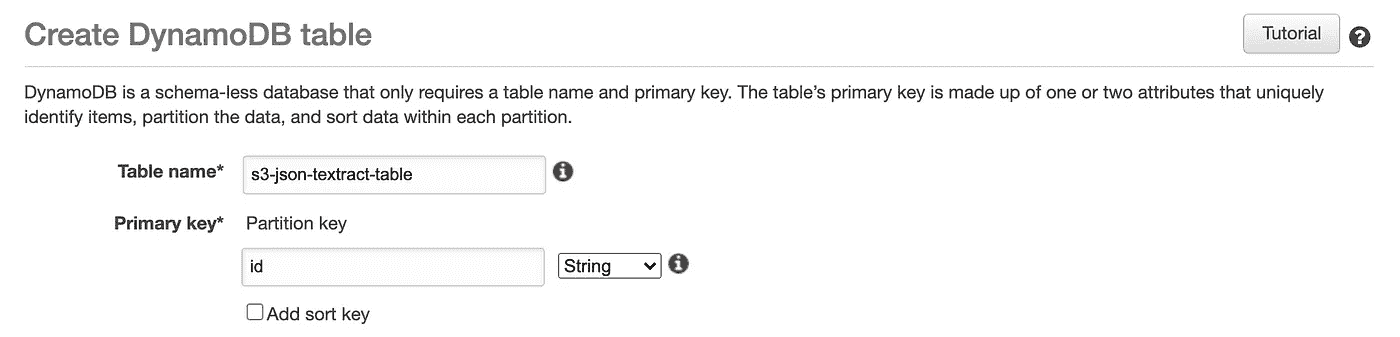 Create DynamoDB table
Tutorial
DynamoDB is a schema-less database that only requires a table name and primary key. The table's primary key is made up of one or two attributes that uniquely
identify items, partition the data, and sort data within each partition.
Table name* s3-json-textract-table
Primary key* Partition key
id String
Add sort key